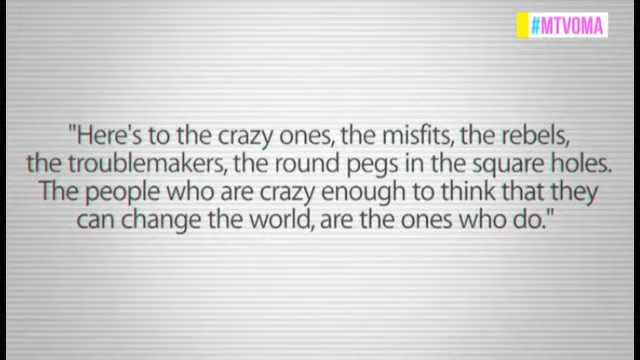 #MTVOMA
"Here's to the crazy ones, the misfits, the rebels,
the troublemakers, the round pegs in the square holes.
The people who are crazy enough to think that they
can change the world, are the ones who do."